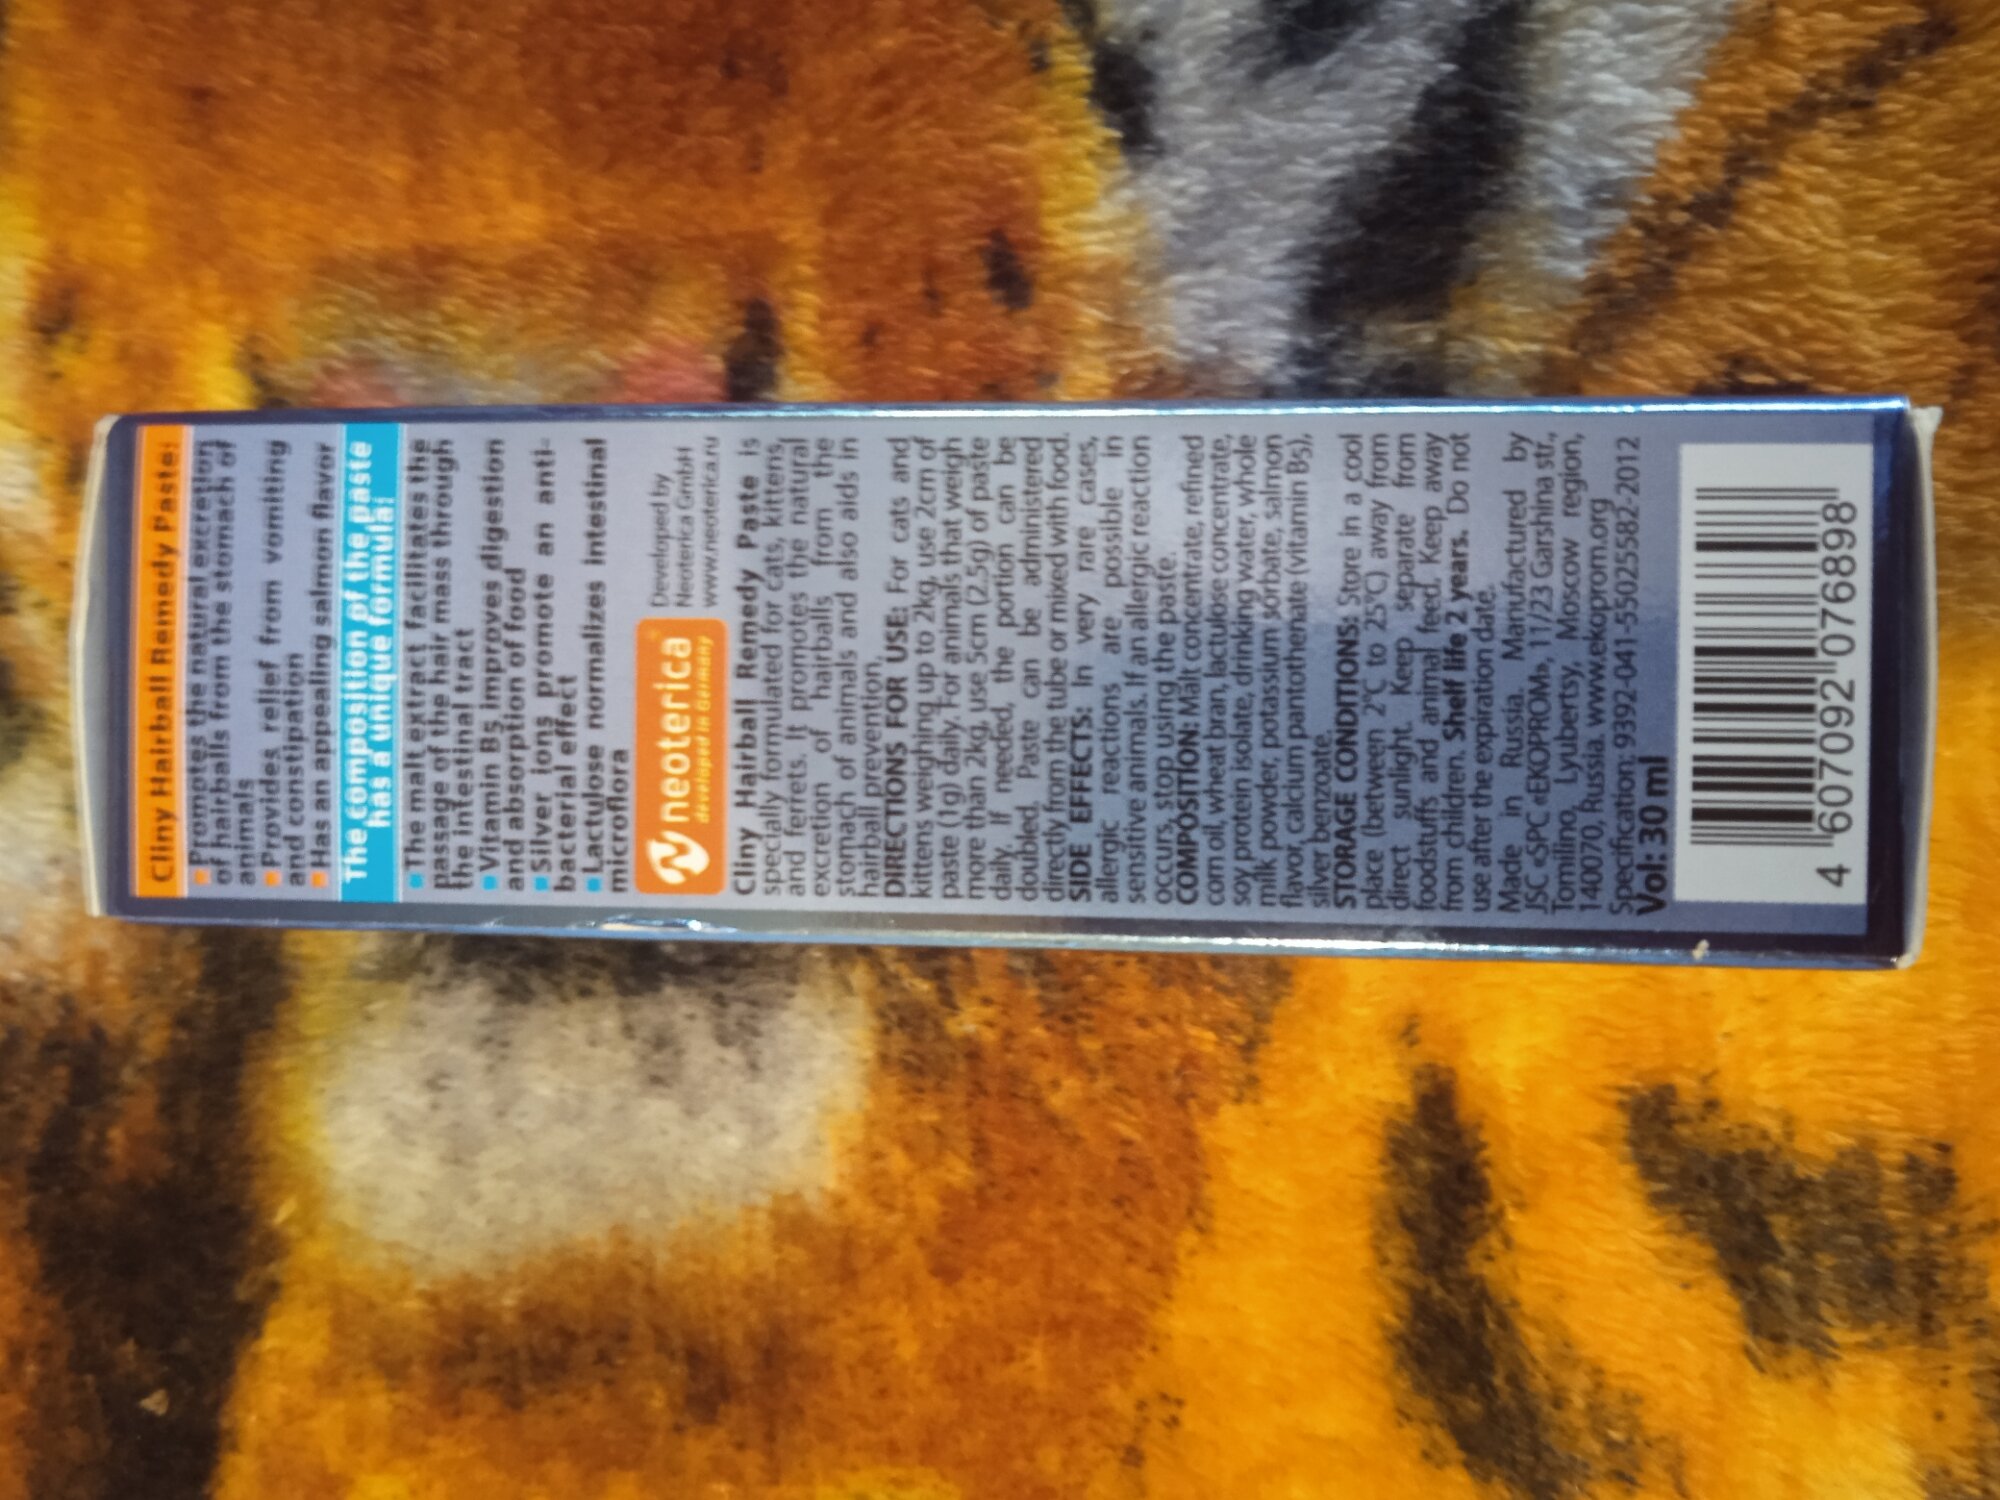 Cliny Hairball Remedy Paste:
Promotes the natural excretion
of hairballs from the stomach of
animals
Provides relief from vomiting
and constipation
Has an appealing salmon flavor
The composition of the paste
has a unique formula:
The malt extract facilitates the
passage of the hair mass through
the intestinal tract
Vitamin B5 improves digestion
and absorption of food
Silver ions promote an anti-
bacterial effect
Lactulose normalizes intestinal
microflora
neoterica
developed in Germany
Developed by
Neoterica GmbH
www.neoterica.ru
Cliny Hairball Remedy Paste is
specially formulated for cats, kittens,
and ferrets. It promotes the natural
excretion of hairballs from the
stomach of animals and also aids in
hairball prevention.
DIRECTIONS FOR USE: For cats and
kittens weighing up to 2kg, use 2cm of
paste (1g) daily. For animals that weigh
more than 2kg, use 5cm (2.5g) of paste
daily. If needed, the portion can be
doubled. Paste can be administered
directly from the tube or mixed with food.
SIDE EFFECTS: In very rare cases,
allergic reactions are possible in
sensitive animals. If an allergic reaction
occurs, stop using the paste.
COMPOSITION: Malt concentrate, refined
corn oil, wheat bran, lactulose concentrate,
soy protein isolate, drinking water, whole
milk powder, potassium sorbate, salmon
flavor, calcium pantothenate (vitamin B5),
silver benzoate.
STORAGE CONDITIONS: Store in a cool
place (between 2°C to 25°C) away from
direct sunlight. Keep separate from
foodstuffs and animal feed. Keep away
from children. Shelf life 2 years. Do not
use after the expiration date.
Made in Russia. Manufactured by
JSC «SPC «EKOPROM», 11/23 Garshina str.,
Tomilino, Lyubertsy, Moscow region,
140070, Russia. www.ekoprom.org
Specification: 9392-041-55025582-2012
Vol: 30 ml
4 607092 076898